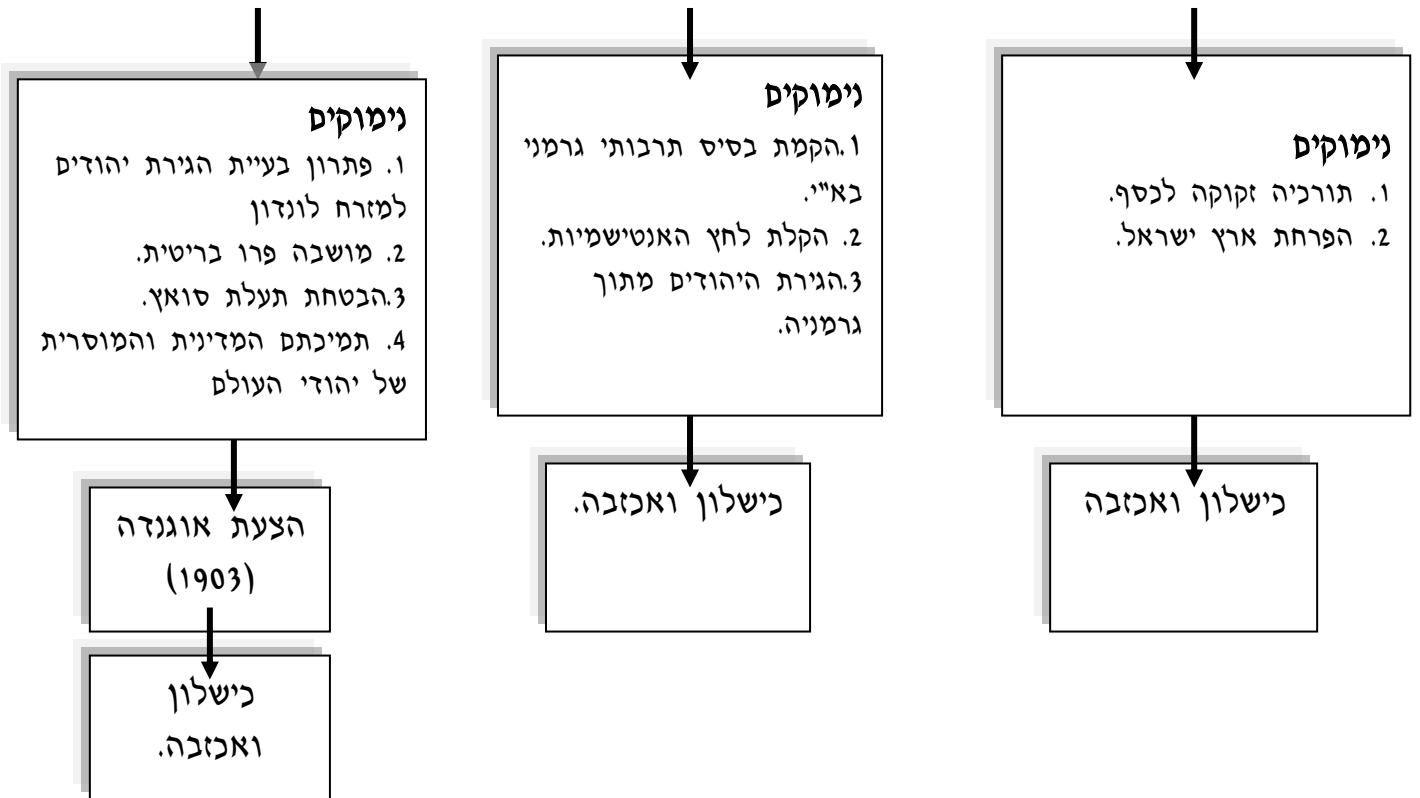 נימוקים
1. תורכיה זקוקה לכסף.
2. הפרחת ארץ ישראל.
כישלון ואכזבה
נימוקים
1.הקמת בסיס תרבותי גרמני
בא"י.
2. הקלת לחץ האנטישמיות.
3.הגירת היהודים מתוך
גרמניה.
כישלון ואכזבה.
נימוקים
1. פתרון בעיית הגירת יהודים
למזרח לונדון
2. מושבה פרו בריטית.
3.הבטחת תעלת סואץ.
4. תמיכתם המדינית והמוסרית
של יהודי העולם
הצעת אוגנדה
(1903)
כישלון
ואכזבה.